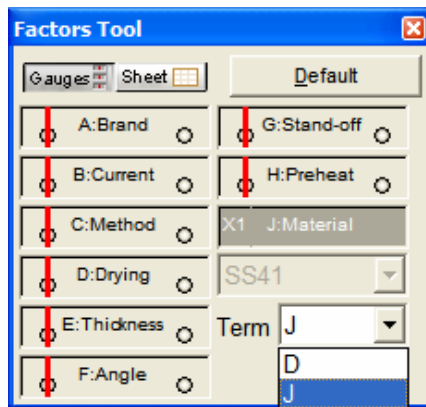 Factors Tool
Gauges Sheet Default
A:Brand
B:Current
C:Method
D:Drying
E:Thickness
F:Angle
G:Stand-off
H:Preheat
X1 J:Material
SS41
Term J
D
J